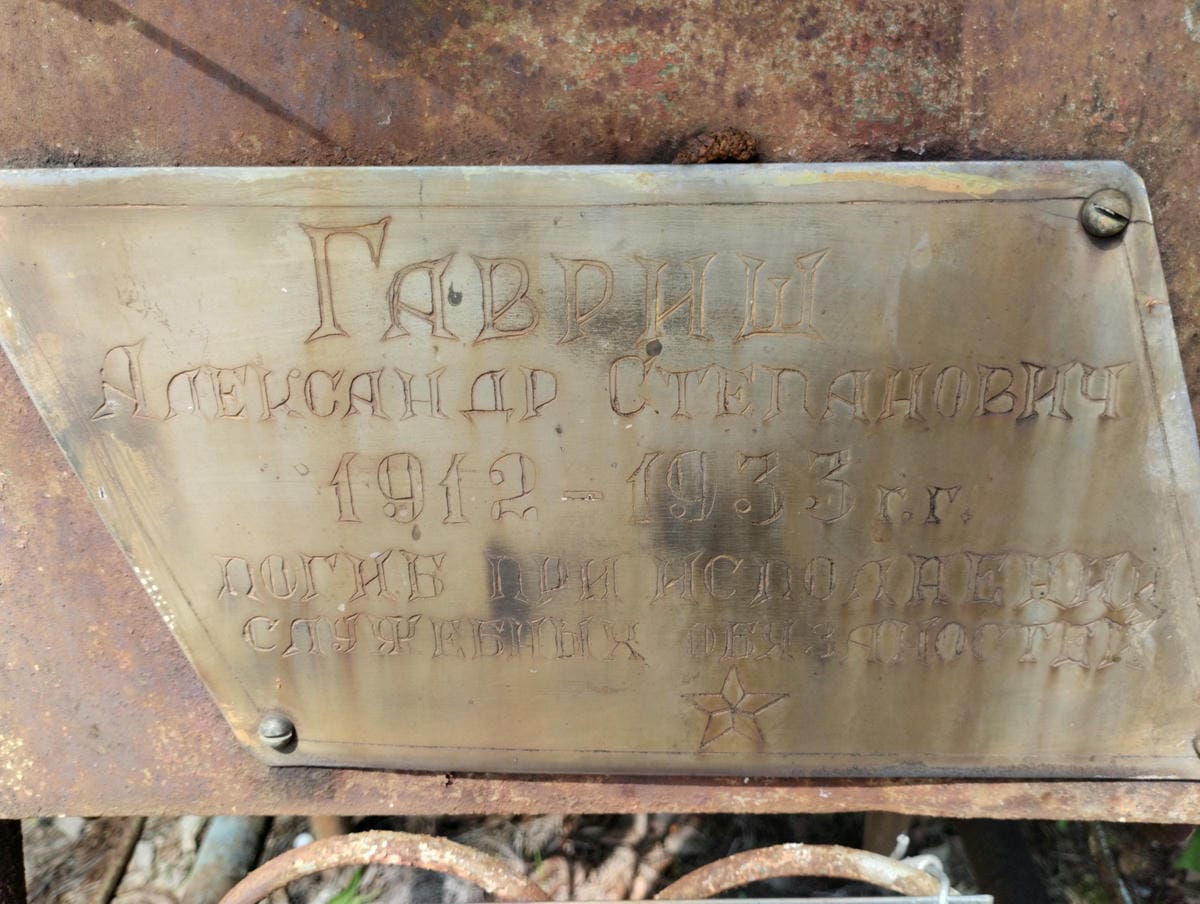 Гавриш
Александр Степанович
1912 - 1933 г.г.
погиб при исполнении
служебных обязаностей